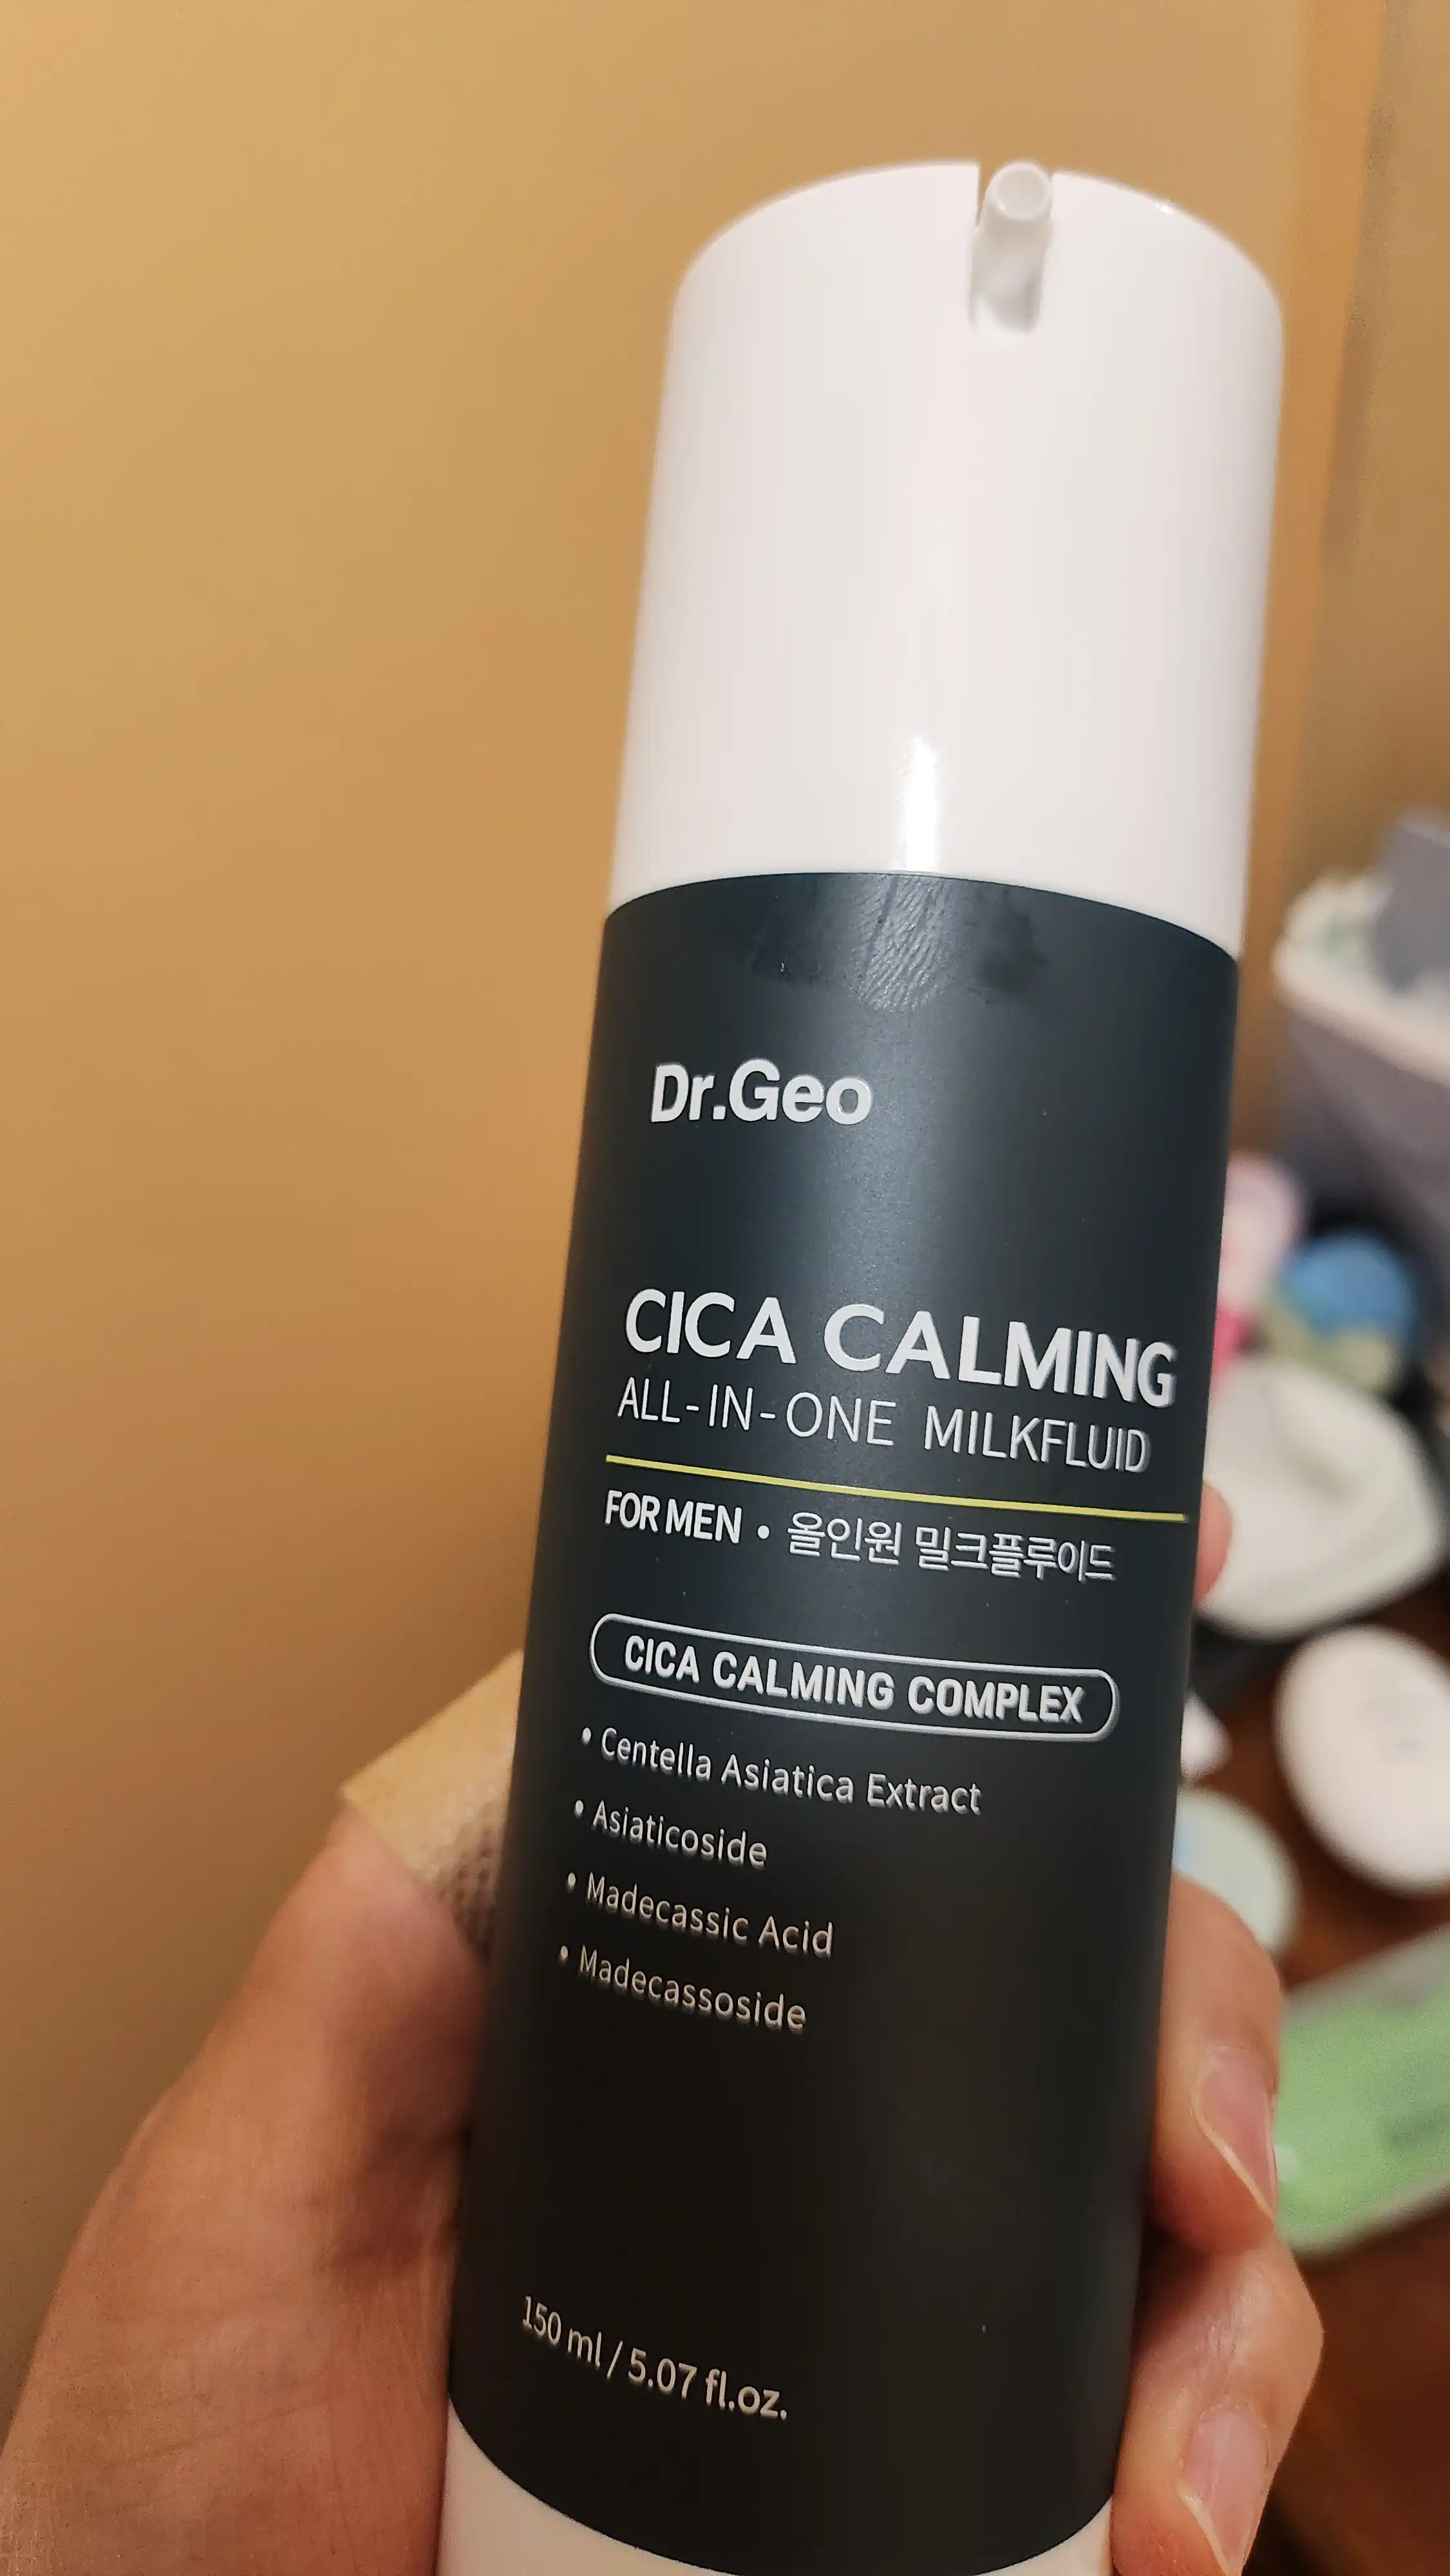 Dr.Geo
CICA CALMING
ALL-IN-ONE MILKFLUID
FOR MEN • 올인원 밀크플루이드
CICA CALMING COMPLEX
• Centella Asiatica Extract
• Asiaticoside
• Madecassic Acid
• Madecassoside
150 ml / 5.07 fl.oz.